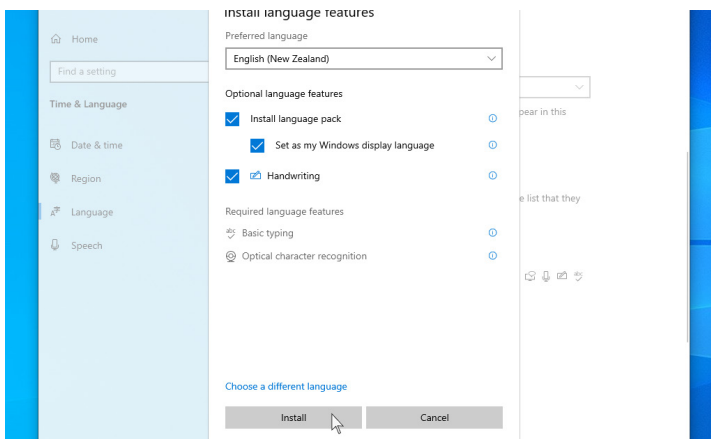 Install language features
Home
Preferred language
English (New Zealand)
Find a setting
Optional language features
Time & Language
Install language pack
pear in this
Set as my Windows display language
Date & time
Handwriting
Region
e list that they
Language
Required language features
abc Basic typing
Speech
Optical character recognition
Choose a different language
Install
Cancel